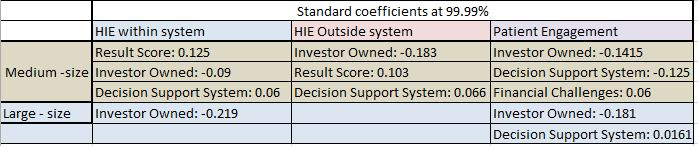 Standard coefficients at 99.99%
HIE within system HIE Outside system Patient Engagement
Result Score: 0.125 Investor Owned: -0.183 Investor Owned: -0.1415
Medium -size Investor Owned: -0.09 Result Score: 0.103 Decision Support System: -0.125
Decision Support System: 0.06 Decision Support System: 0.066 Financial Challenges: 0.06
Large - size Investor Owned: -0.219 Investor Owned: -0.181
Decision Support System: 0.0161